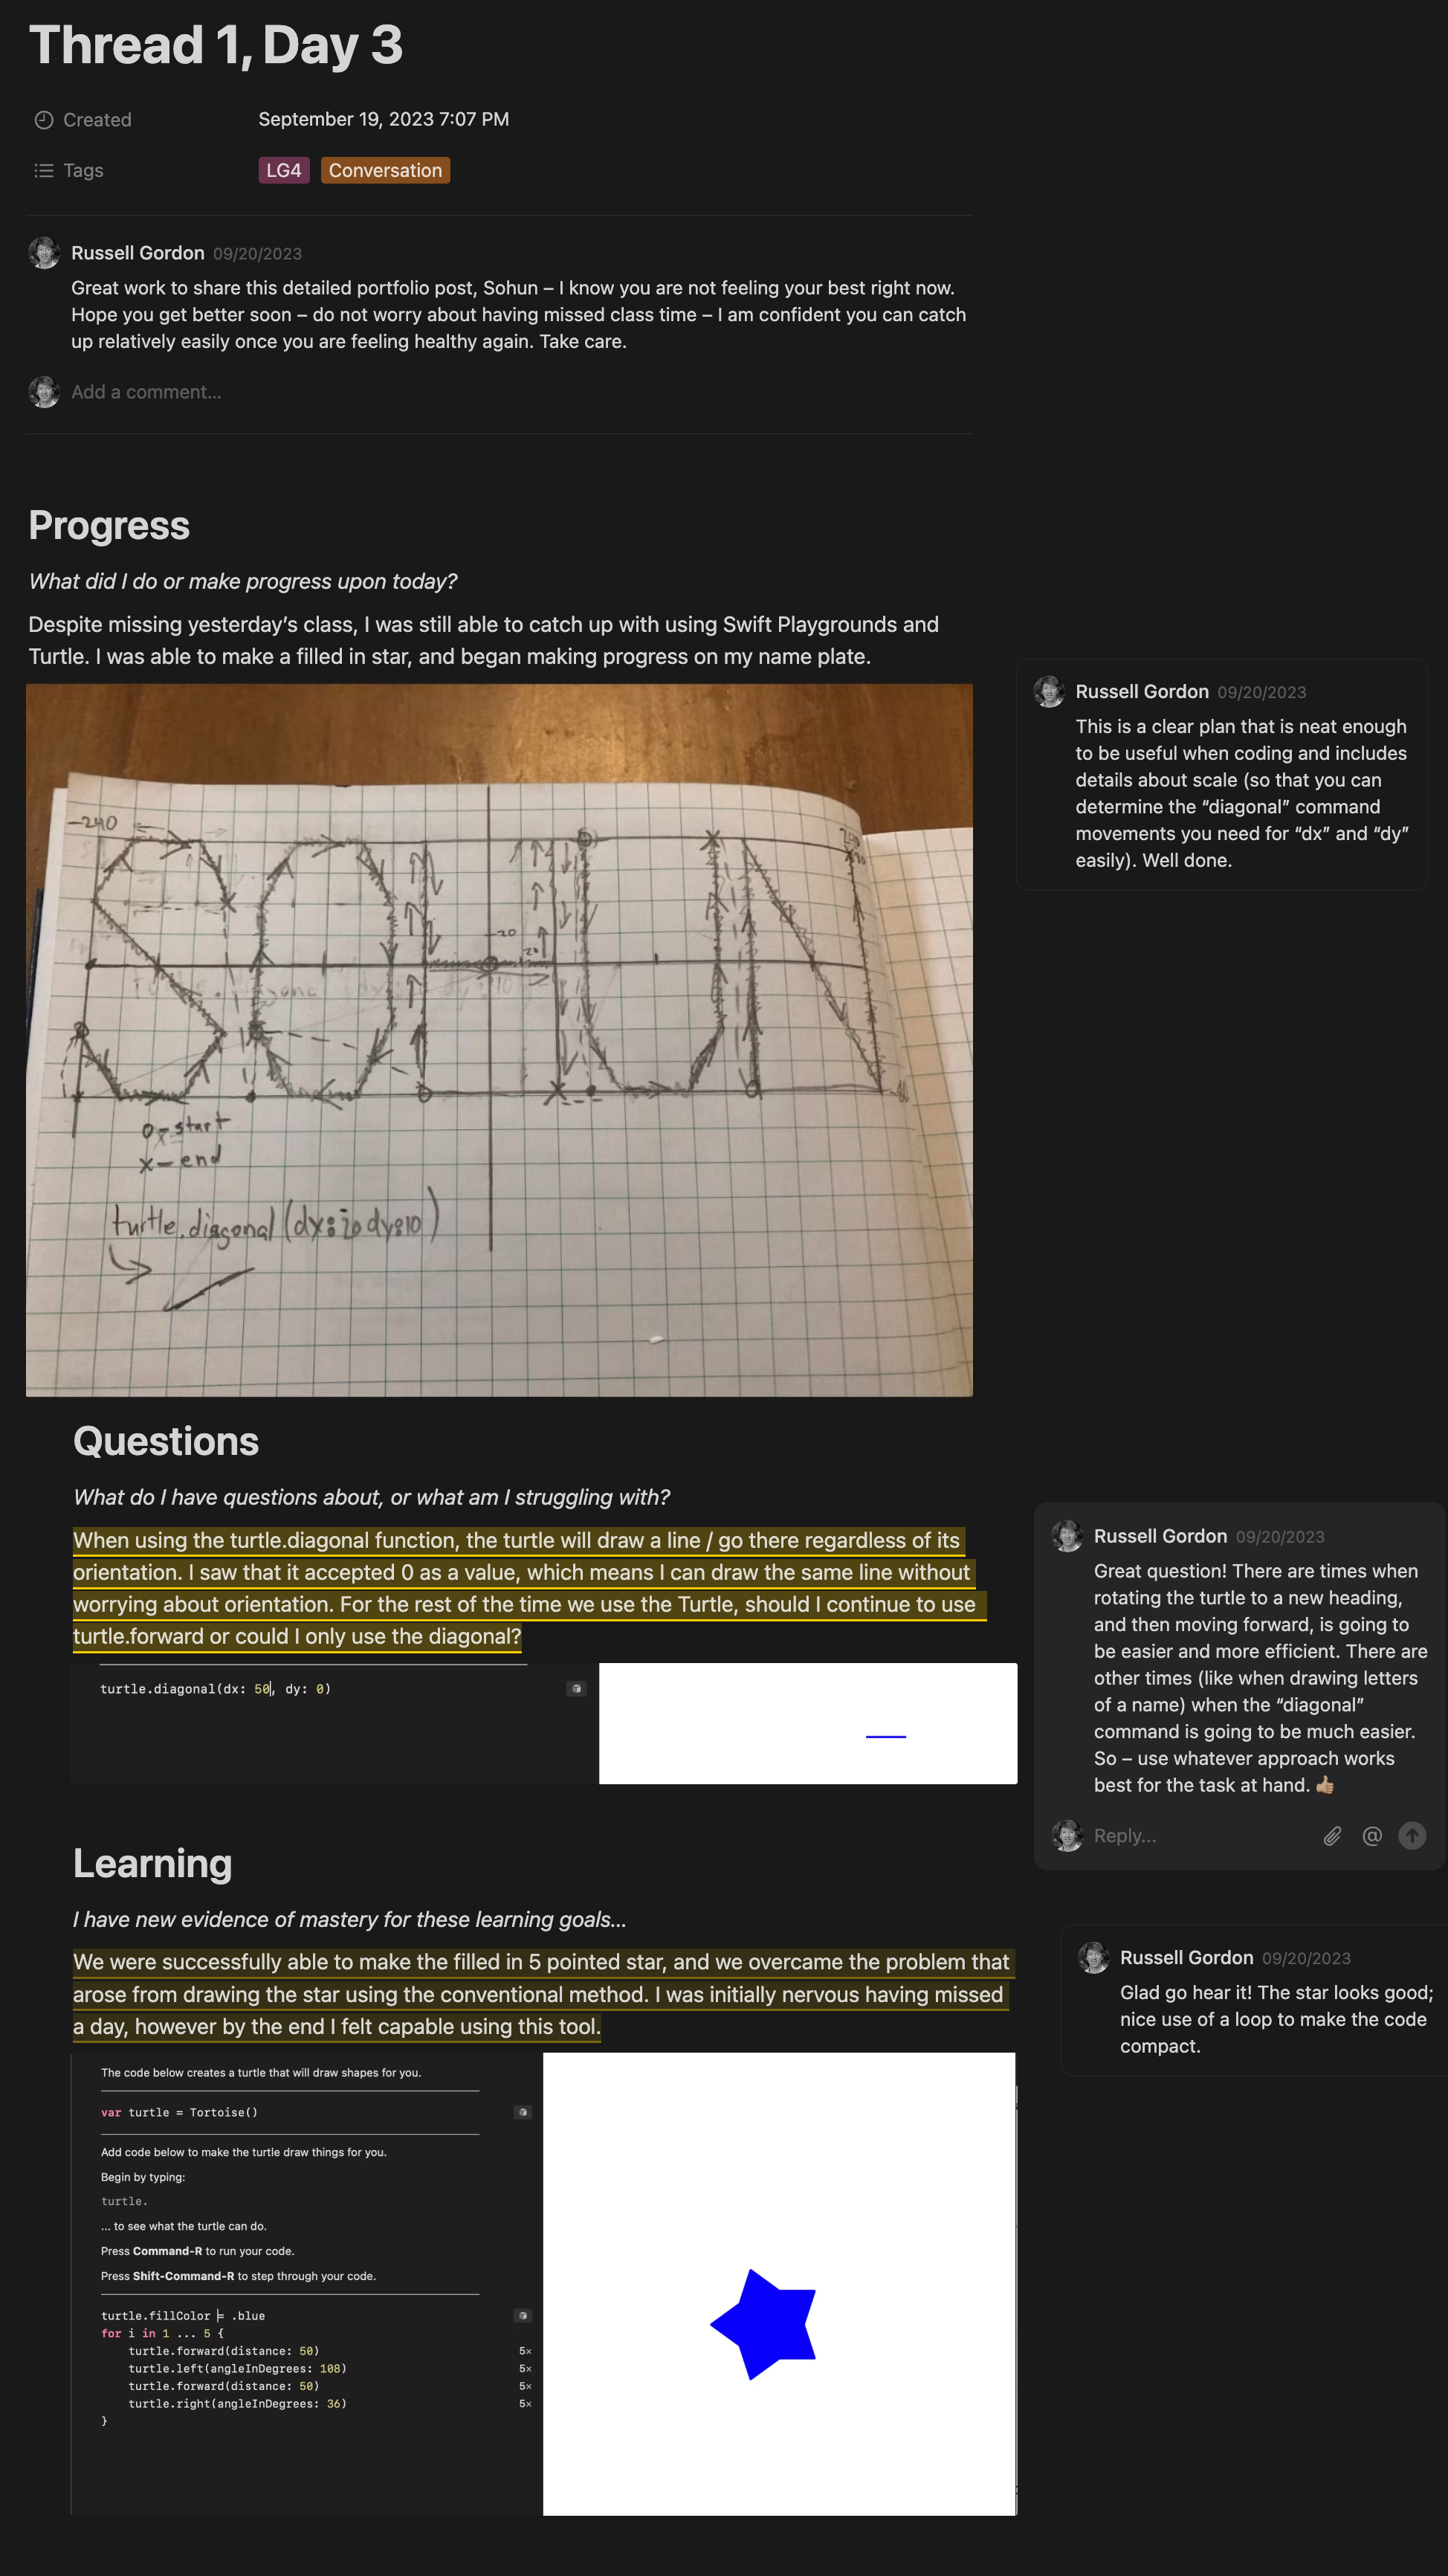 Thread 1, Day 3
Created
September 19, 2023 7:07 PM
Tags
LG4
Conversation
Russell Gordon 09/20/2023
Great work to share this detailed portfolio post, Sohun – I know you are not feeling your best right now.
Hope you get better soon – do not worry about having missed class time – I am confident you can catch
up relatively easily once you are feeling healthy again. Take care.
Add a comment...
Progress
What did I do or make progress upon today?
Despite missing yesterday’s class, I was still able to catch up with using Swift Playgrounds and
Turtle. I was able to make a filled in star, and began making progress on my name plate.
Russell Gordon 09/20/2023
This is a clear plan that is neat enough
to be useful when coding and includes
details about scale (so that you can
determine the “diagonal” command
movements you need for “dx” and “dy”
easily). Well done.
-240
-20
o - start
x - end
turtle.diagonal(dx:20 dy:10)
Questions
What do I have questions about, or what am I struggling with?
When using the turtle.diagonal function, the turtle will draw a line / go there regardless of its
orientation. I saw that it accepted 0 as a value, which means I can draw the same line without
worrying about orientation. For the rest of the time we use the Turtle, should I continue to use
turtle.forward or could I only use the diagonal?
Russell Gordon 09/20/2023
Great question! There are times when
rotating the turtle to a new heading,
and then moving forward, is going to
be easier and more efficient. There are
other times (like when drawing letters
of a name) when the “diagonal”
command is going to be much easier.
So – use whatever approach works
best for the task at hand. 👍🏼
Reply...
turtle.diagonal(dx: 50, dy: 0)
Learning
I have new evidence of mastery for these learning goals...
We were successfully able to make the filled in 5 pointed star, and we overcame the problem that
arose from drawing the star using the conventional method. I was initially nervous having missed
a day, however by the end I felt capable using this tool.
Russell Gordon 09/20/2023
Glad go hear it! The star looks good;
nice use of a loop to make the code
compact.
The code below creates a turtle that will draw shapes for you.
var turtle = Tortoise()
Add code below to make the turtle draw things for you.
Begin by typing:
turtle.
... to see what the turtle can do.
Press Command-R to run your code.
Press Shift-Command-R to step through your code.
turtle.fillColor = .blue
for i in 1 ... 5 {
turtle.forward(distance: 50) 5×
turtle.left(angleInDegrees: 108) 5×
turtle.forward(distance: 50) 5×
turtle.right(angleInDegrees: 36) 5×
}